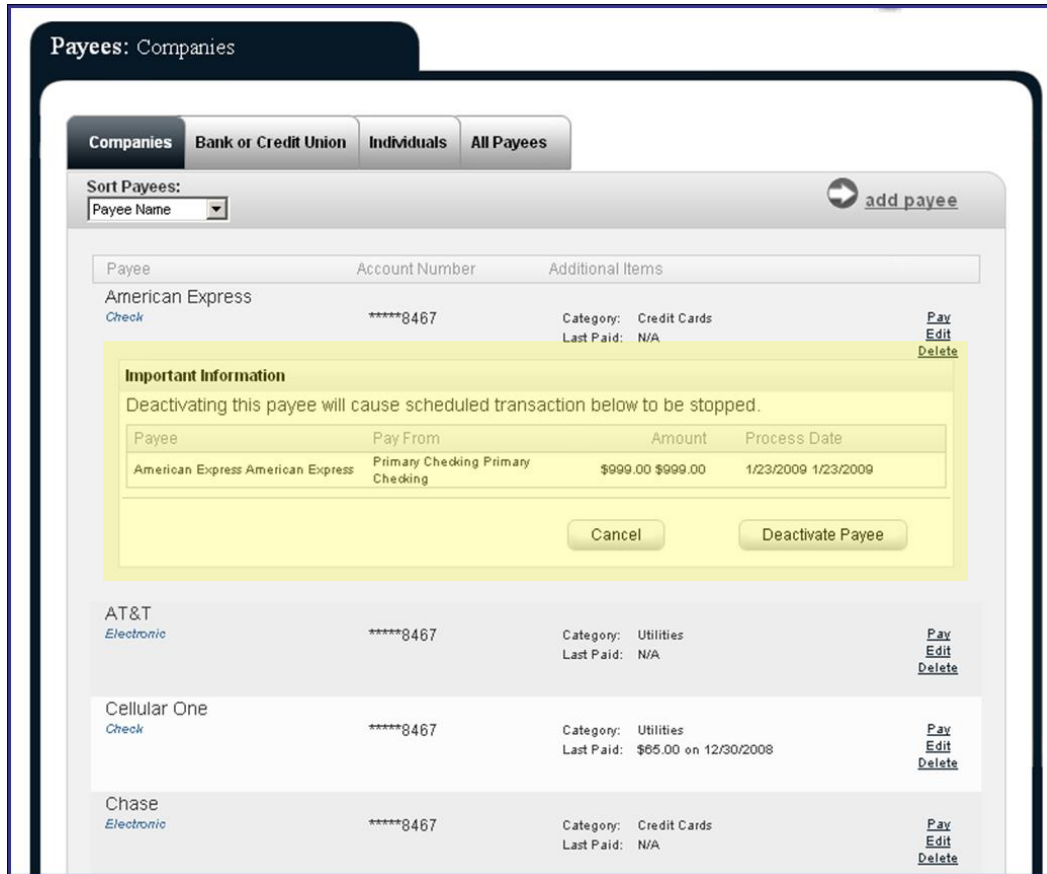 Payees: Companies
Companies Bank or Credit Union Individuals All Payees
Sort Payees:
Payee Name
add payee
Payee Account Number Additional Items
American Express
Check *****8467 Category: Credit Cards Pay
Last Paid: N/A Edit
Delete
Important Information
Deactivating this payee will cause scheduled transaction below to be stopped.
Payee Pay From Amount Process Date
American Express American Express Primary Checking Primary $999.00 $999.00 1/23/2009 1/23/2009
Checking
Cancel Deactivate Payee
AT&T
Electronic *****8467 Category: Utilities Pay
Last Paid: N/A Edit
Delete
Cellular One
Check *****8467 Category: Utilities Pay
Last Paid: $65.00 on 12/30/2008 Edit
Delete
Chase
Electronic *****8467 Category: Credit Cards Pay
Last Paid: N/A Edit
Delete